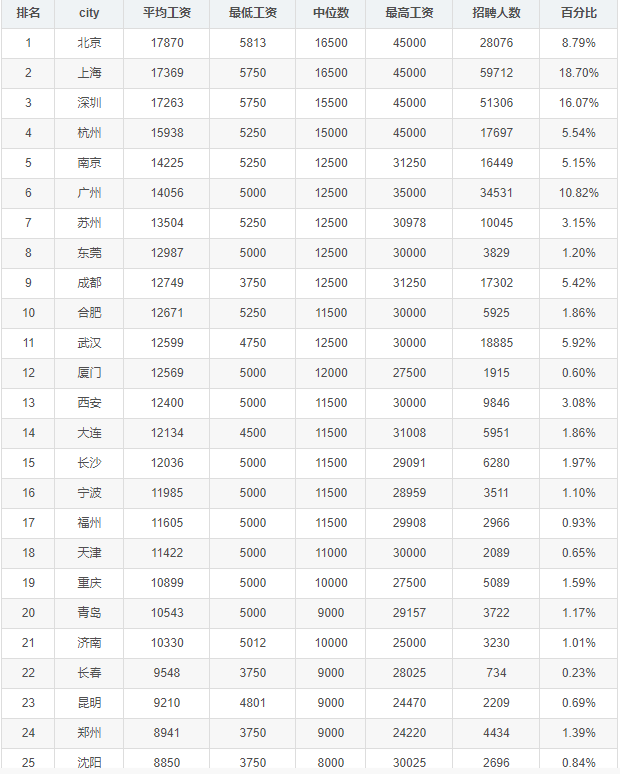 排名 city 平均工资 最低工资 中位数 最高工资 招聘人数 百分比
1 北京 17870 5813 16500 45000 28076 8.79%
2 上海 17369 5750 16500 45000 59712 18.70%
3 深圳 17263 5750 15500 45000 51306 16.07%
4 杭州 15938 5250 15000 45000 17697 5.54%
5 南京 14225 5250 12500 31250 16449 5.15%
6 广州 14056 5000 12500 35000 34531 10.82%
7 苏州 13504 5250 12500 30978 10045 3.15%
8 东莞 12987 5000 12500 30000 3829 1.20%
9 成都 12749 3750 12500 31250 17302 5.42%
10 合肥 12671 5250 11500 30000 5925 1.86%
11 武汉 12599 4750 12500 30000 18885 5.92%
12 厦门 12569 5000 12000 27500 1915 0.60%
13 西安 12400 5000 11500 30000 9846 3.08%
14 大连 12134 4500 11500 31008 5951 1.86%
15 长沙 12036 5000 11500 29091 6280 1.97%
16 宁波 11985 5000 11500 28959 3511 1.10%
17 福州 11605 5000 11500 29908 2966 0.93%
18 天津 11422 5000 11000 30000 2089 0.65%
19 重庆 10899 5000 10000 27500 5089 1.59%
20 青岛 10543 5000 9000 29157 3722 1.17%
21 济南 10330 5012 10000 25000 3230 1.01%
22 长春 9548 3750 9000 28025 734 0.23%
23 昆明 9210 4801 9000 24470 2209 0.69%
24 郑州 8941 3750 9000 24220 4434 1.39%
25 沈阳 8850 3750 8000 30025 2696 0.84%